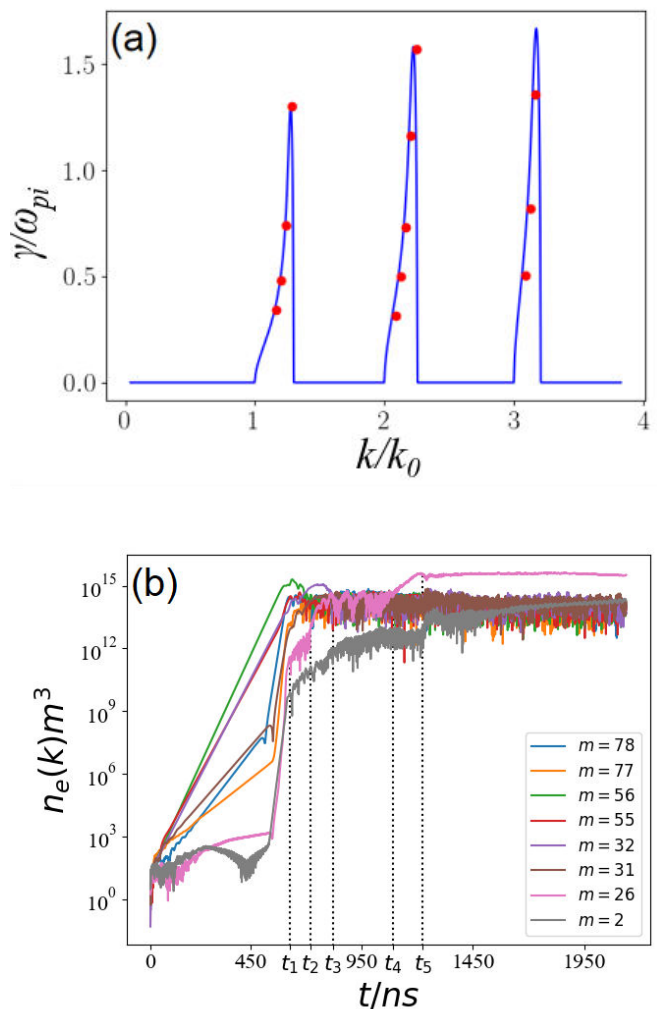 (a)
γ/ω_{pi}
1.5
1.0
0.5
0.0
0 1 2 3 4
k/k_0
(b)
n_e(k)m^3
10^{15}
10^{12}
10^9
10^6
10^3
10^0
m = 78
m = 77
m = 56
m = 55
m = 32
m = 31
m = 26
m = 2
0 450 t_1 t_2 t_3 950 t_4 t_5 1450 1950
t/ns